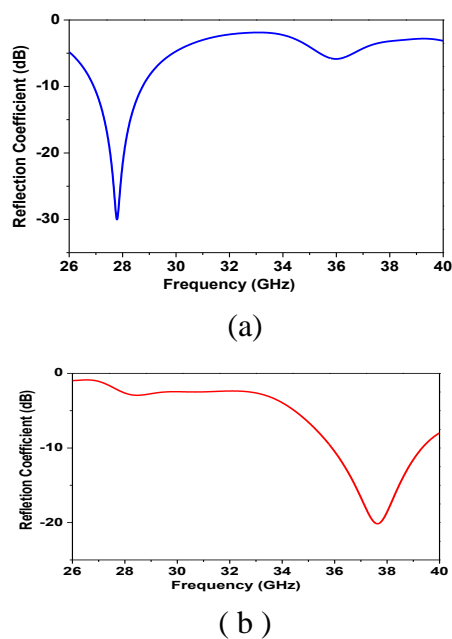 0
-10
-20
-30
Reflection Coefficient (dB)
26 28 30 32 34 36 38 40
Frequency (GHz)
(a)
0
-10
-20
Refletion Coefficient (dB)
26 28 30 32 34 36 38 40
Frequency (GHz)
( b )